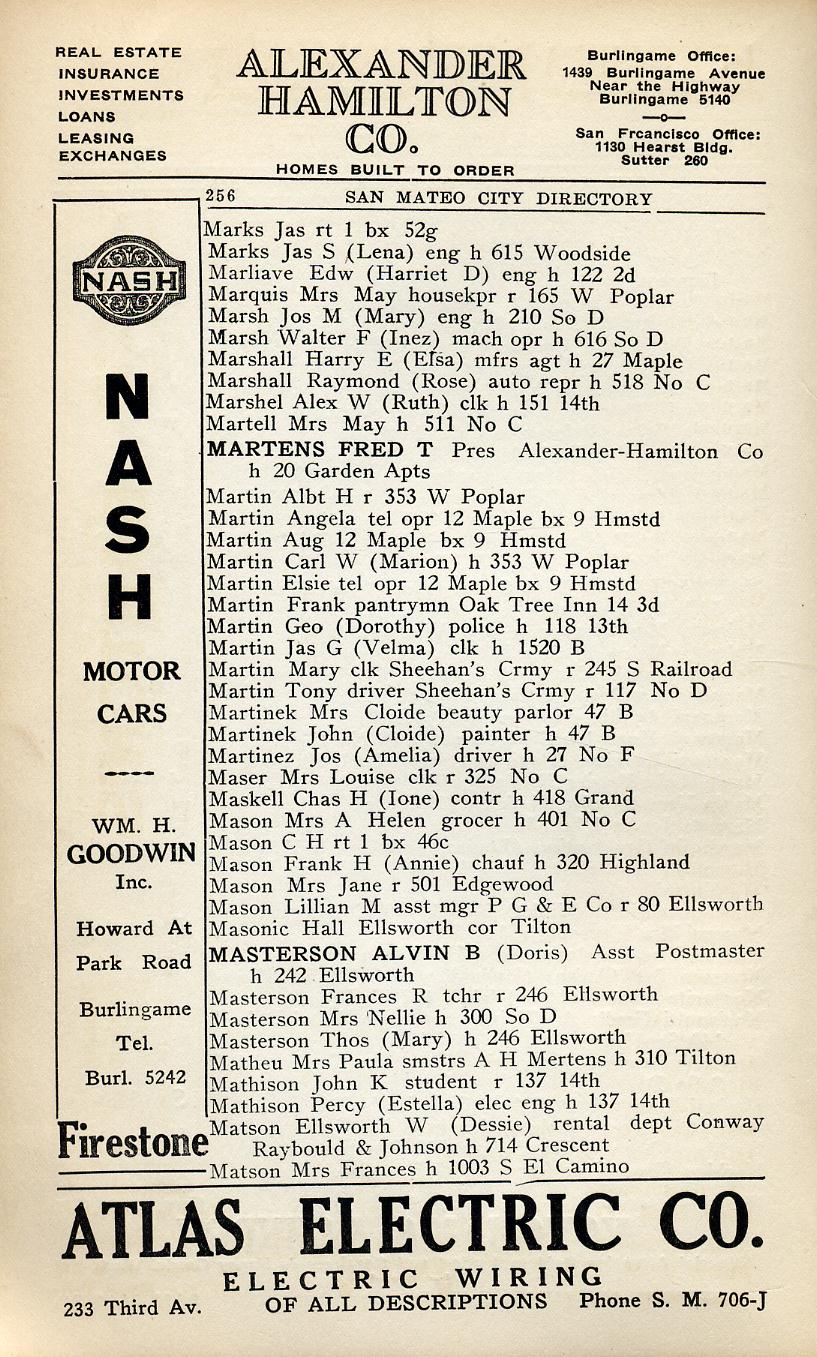 REAL ESTATE
INSURANCE
INVESTMENTS
LOANS
LEASING
EXCHANGES
ALEXANDER
HAMILTON
CO.
HOMES BUILT TO ORDER
Burlingame Office:
1439 Burlingame Avenue
Near the Highway
Burlingame 5140
San Frcancisco Office:
1130 Hearst Bldg.
Sutter 260
256 SAN MATEO CITY DIRECTORY
NASH
N
A
S
H
MOTOR
CARS
WM. H.
GOODWIN
Inc.
Howard At
Park Road
Burlingame
Tel.
Burl. 5242
Firestone
Marks Jas rt 1 bx 52g
Marks Jas S (Lena) eng h 615 Woodside
Marliave Edw (Harriet D) eng h 122 2d
Marquis Mrs May housekpr r 165 W Poplar
Marsh Jos M (Mary) eng h 210 So D
Marsh Walter F (Inez) mach opr h 616 So D
Marshall Harry E (Elsa) mfrs agt h 27 Maple
Marshall Raymond (Rose) auto repr h 518 No C
Marshel Alex W (Ruth) clk h 151 14th
Martell Mrs May h 511 No C
MARTENS FRED T Pres Alexander-Hamilton Co
h 20 Garden Apts
Martin Albt H r 353 W Poplar
Martin Angela tel opr 12 Maple bx 9 Hmstd
Martin Aug 12 Maple bx 9 Hmstd
Martin Carl W (Marion) h 353 W Poplar
Martin Elsie tel opr 12 Maple bx 9 Hmstd
Martin Frank pantrymn Oak Tree Inn 14 3d
Martin Geo (Dorothy) police h 118 13th
Martin Jas G (Velma) clk h 1520 B
Martin Mary clk Sheehan's Crmy r 245 S Railroad
Martin Tony driver Sheehan's Crmy r 117 No D
Martinek Mrs Cloide beauty parlor 47 B
Martinek John (Cloide) painter h 47 B
Martinez Jos (Amelia) driver h 27 No F
Maser Mrs Louise clk r 325 No C
Maskell Chas H (Ione) contr h 418 Grand
Mason Mrs A Helen grocer h 401 No C
Mason C H rt 1 bx 46c
Mason Frank H (Annie) chauf h 320 Highland
Mason Mrs Jane r 501 Edgewood
Mason Lillian M asst mgr P G & E Co r 80 Ellsworth
Masonic Hall Ellsworth cor Tilton
MASTERSON ALVIN B (Doris) Asst Postmaster
h 242 Ellsworth
Masterson Frances R tchr r 246 Ellsworth
Masterson Mrs Nellie h 300 So D
Masterson Thos (Mary) h 246 Ellsworth
Matheu Mrs Paula smstrs A H Mertens h 310 Tilton
Mathison John K student r 137 14th
Mathison Percy (Estella) elec eng h 137 14th
Matson Ellsworth W (Dessie) rental dept Conway
Raybould & Johnson h 714 Crescent
Matson Mrs Frances h 1003 S El Camino
ATLAS ELECTRIC CO.
ELECTRIC WIRING
233 Third Av. OF ALL DESCRIPTIONS Phone S. M. 706-J